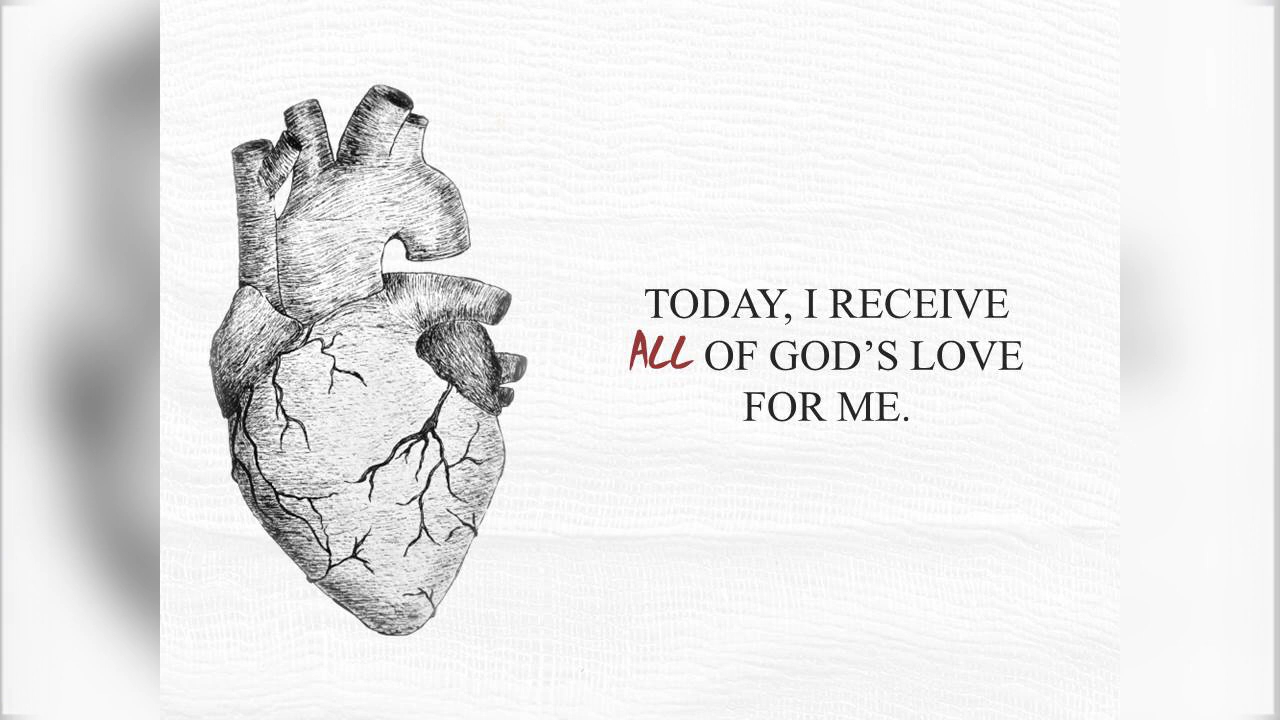 TODAY, I RECEIVE
ALL OF GOD’S LOVE
FOR ME.